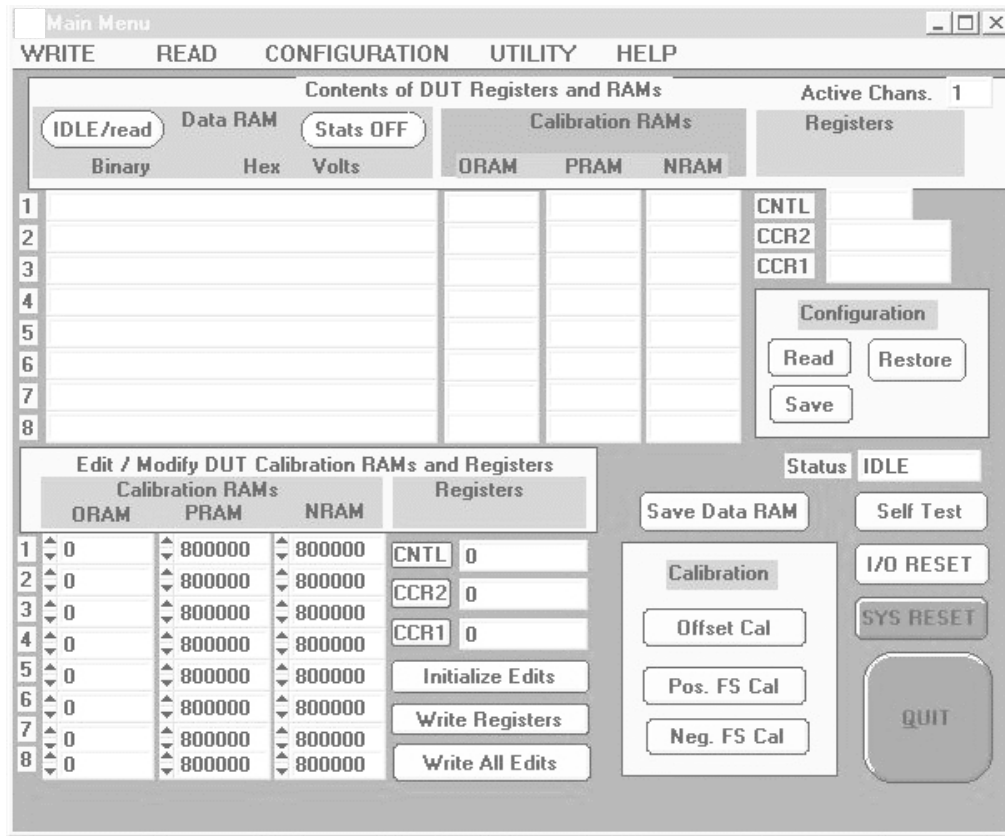 Main Menu
WRITE READ CONFIGURATION UTILITY HELP
Contents of DUT Registers and RAMs
Active Chans. 1
IDLE/read Data RAM Stats OFF Calibration RAMs Registers
Binary Hex Volts ORAM PRAM NRAM
1 CNTL
2 CCR2
3 CCR1
4
5
6
7
8
Configuration
Read Restore
Save
Edit / Modify DUT Calibration RAMs and Registers
Calibration RAMs Registers
ORAM PRAM NRAM
1 0 800000 800000
2 0 800000 800000
3 0 800000 800000
4 0 800000 800000
5 0 800000 800000
6 0 800000 800000
7 0 800000 800000
8 0 800000 800000
CNTL 0
CCR2 0
CCR1 0
Initialize Edits
Write Registers
Write All Edits
Status IDLE
Save Data RAM Self Test
Calibration
Offset Cal
Pos. FS Cal
Neg. FS Cal
I/O RESET
SYS RESET
QUIT